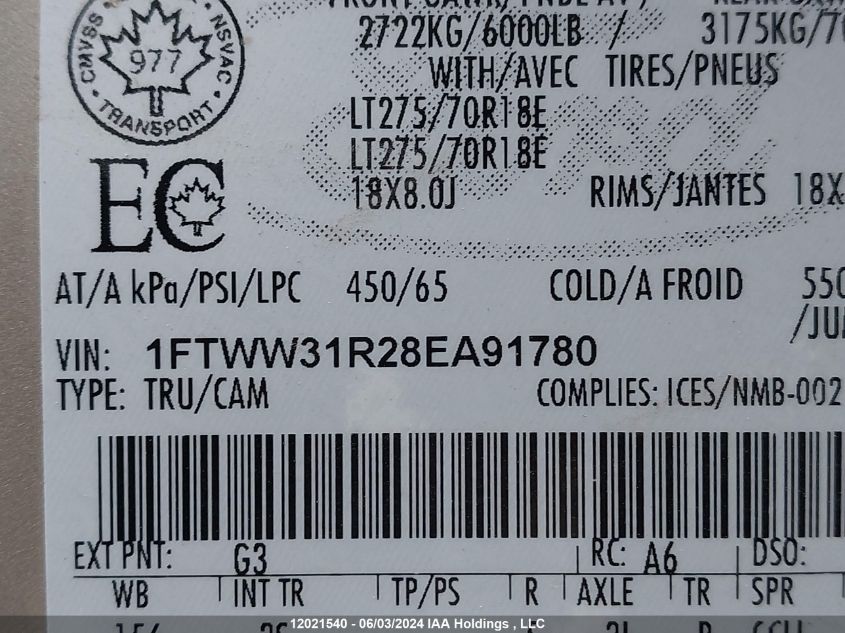 CMVSS NSVAC
977
TRANSPORT
2722KG/6000LB / 3175KG/70
WITH/AVEC TIRES/PNEUS
LT275/70R18E
LT275/70R18E
EC
18X8.0J RIMS/JANTES 18X
AT/A kPa/PSI/LPC 450/65 COLD/A FROID 550
/JUM
VIN: 1FTWW31R28EA91780
TYPE: TRU/CAM COMPLIES: ICES/NMB-002
EXT PNT: G3 RC: A6 DSO:
WB INT TR TP/PS R AXLE TR SPR
12021540 - 06/03/2024 IAA Holdings , LLC